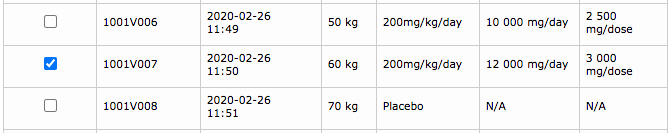 1001V006 2020-02-26 11:49 50 kg 200mg/kg/day 10 000 mg/day 2 500 mg/dose
1001V007 2020-02-26 11:50 60 kg 200mg/kg/day 12 000 mg/day 3 000 mg/dose
1001V008 2020-02-26 11:51 70 kg Placebo N/A N/A